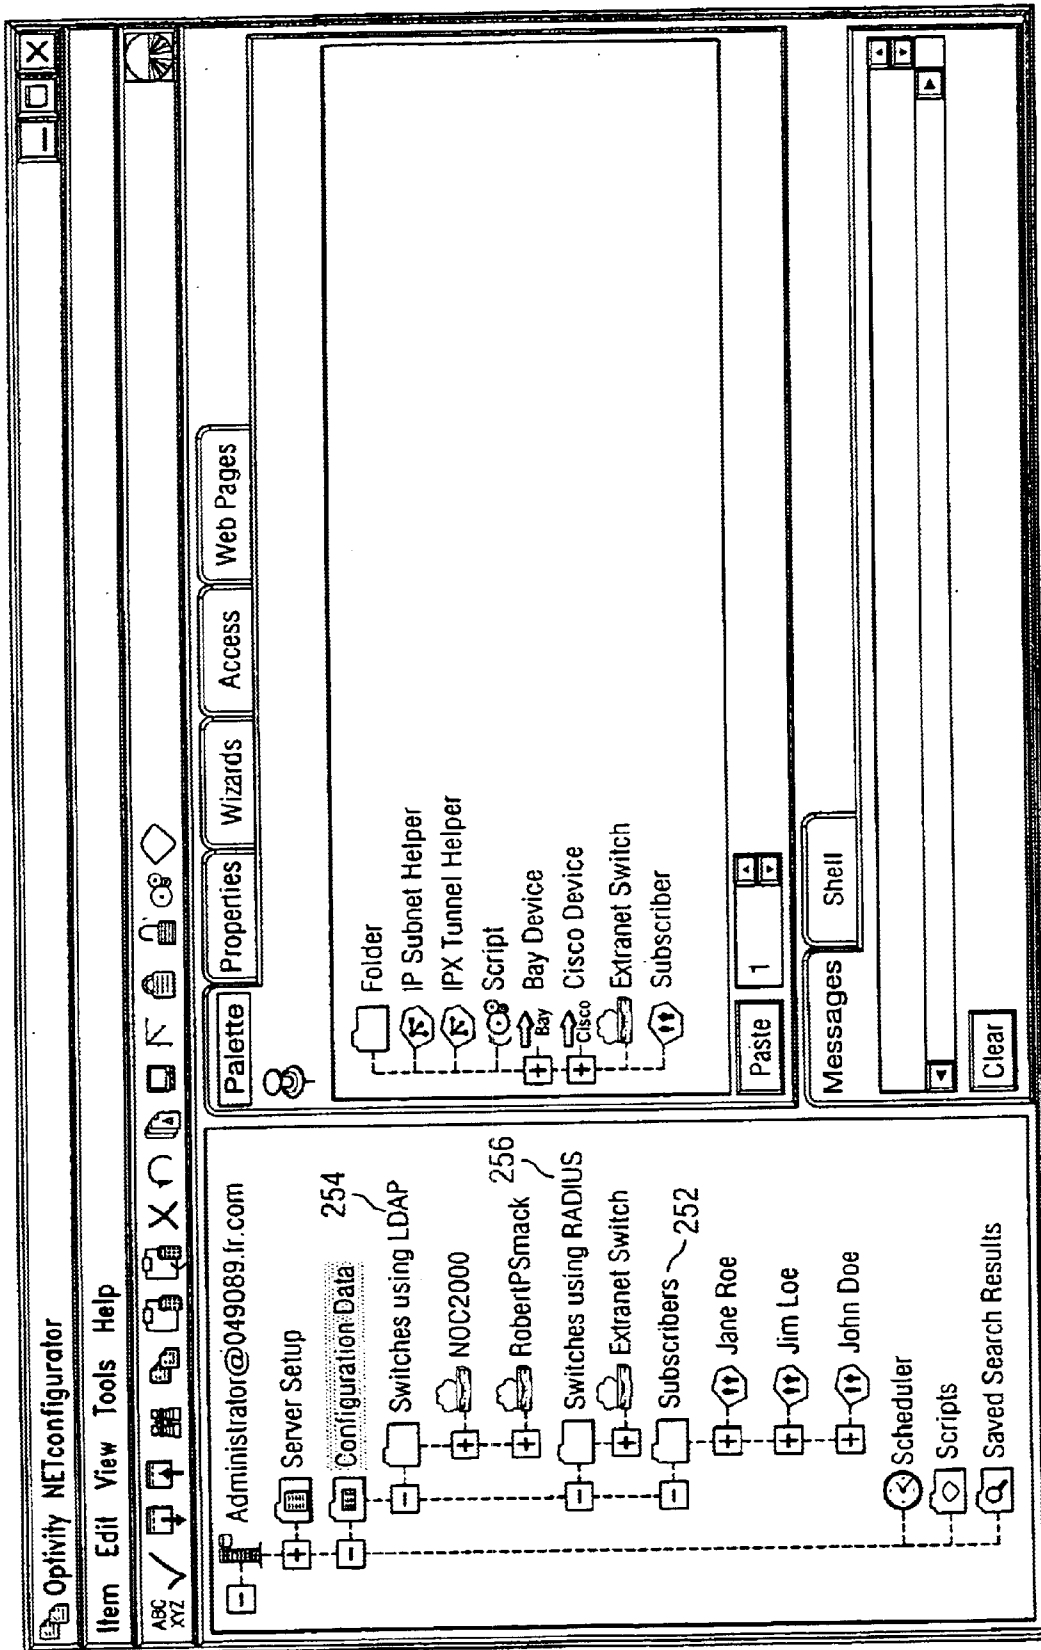 Optivity NETconfigurator
Item Edit View Tools Help
ABC
XYZ
Administrator@049089.fr.com
Server Setup
Configuration Data
254
Switches using LDAP
NOC2000
RobertPSmack
256
Switches using RADIUS
Extranet Switch
Subscribers 252
Jane Roe
Jim Loe
John Doe
Scheduler
Scripts
Saved Search Results
Palette Properties Wizards Access Web Pages
Folder
IP Subnet Helper
IPX Tunnel Helper
Script
Bay Bay Device
Cisco Cisco Device
Extranet Switch
Subscriber
Paste 1
Messages Shell
Clear